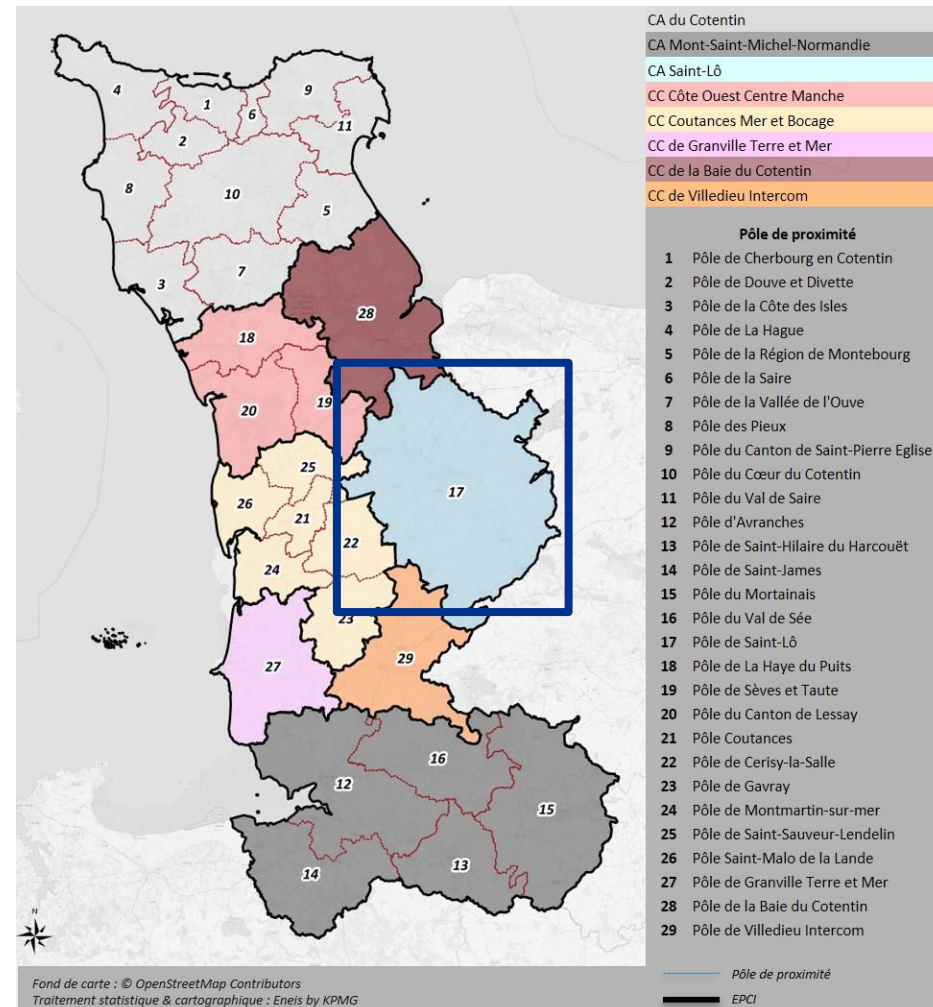 CA du Cotentin
CA Mont-Saint-Michel-Normandie
CA Saint-Lô
CC Côte Ouest Centre Manche
CC Coutances Mer et Bocage
CC de Granville Terre et Mer
CC de la Baie du Cotentin
CC de Villedieu Intercom
Pôle de proximité
1 Pôle de Cherbourg en Cotentin
2 Pôle de Douve et Divette
3 Pôle de la Côte des Isles
4 Pôle de La Hague
5 Pôle de la Région de Montebourg
6 Pôle de la Saire
7 Pôle de la Vallée de l'Ouve
8 Pôle des Pieux
9 Pôle du Canton de Saint-Pierre Eglise
10 Pôle du Cœur du Cotentin
11 Pôle du Val de Saire
12 Pôle d'Avranches
13 Pôle de Saint-Hilaire du Harcouët
14 Pôle de Saint-James
15 Pôle du Mortainais
16 Pôle du Val de Sée
17 Pôle de Saint-Lô
18 Pôle de La Haye du Puits
19 Pôle de Sèves et Taute
20 Pôle du Canton de Lessay
21 Pôle Coutances
22 Pôle de Cerisy-la-Salle
23 Pôle de Gavray
24 Pôle de Montmartin-sur-mer
25 Pôle de Saint-Sauveur-Lendelin
26 Pôle Saint-Malo de la Lande
27 Pôle de Granville Terre et Mer
28 Pôle de la Baie du Cotentin
29 Pôle de Villedieu Intercom
Pôle de proximité
EPCI
4
1
6
9
2
11
8
10
5
3
7
28
18
19
20
25
17
26
21
22
24
23
27
29
16
12
15
13
14
N
Fond de carte : © OpenStreetMap Contributors
Traitement statistique & cartographique : Eneis by KPMG